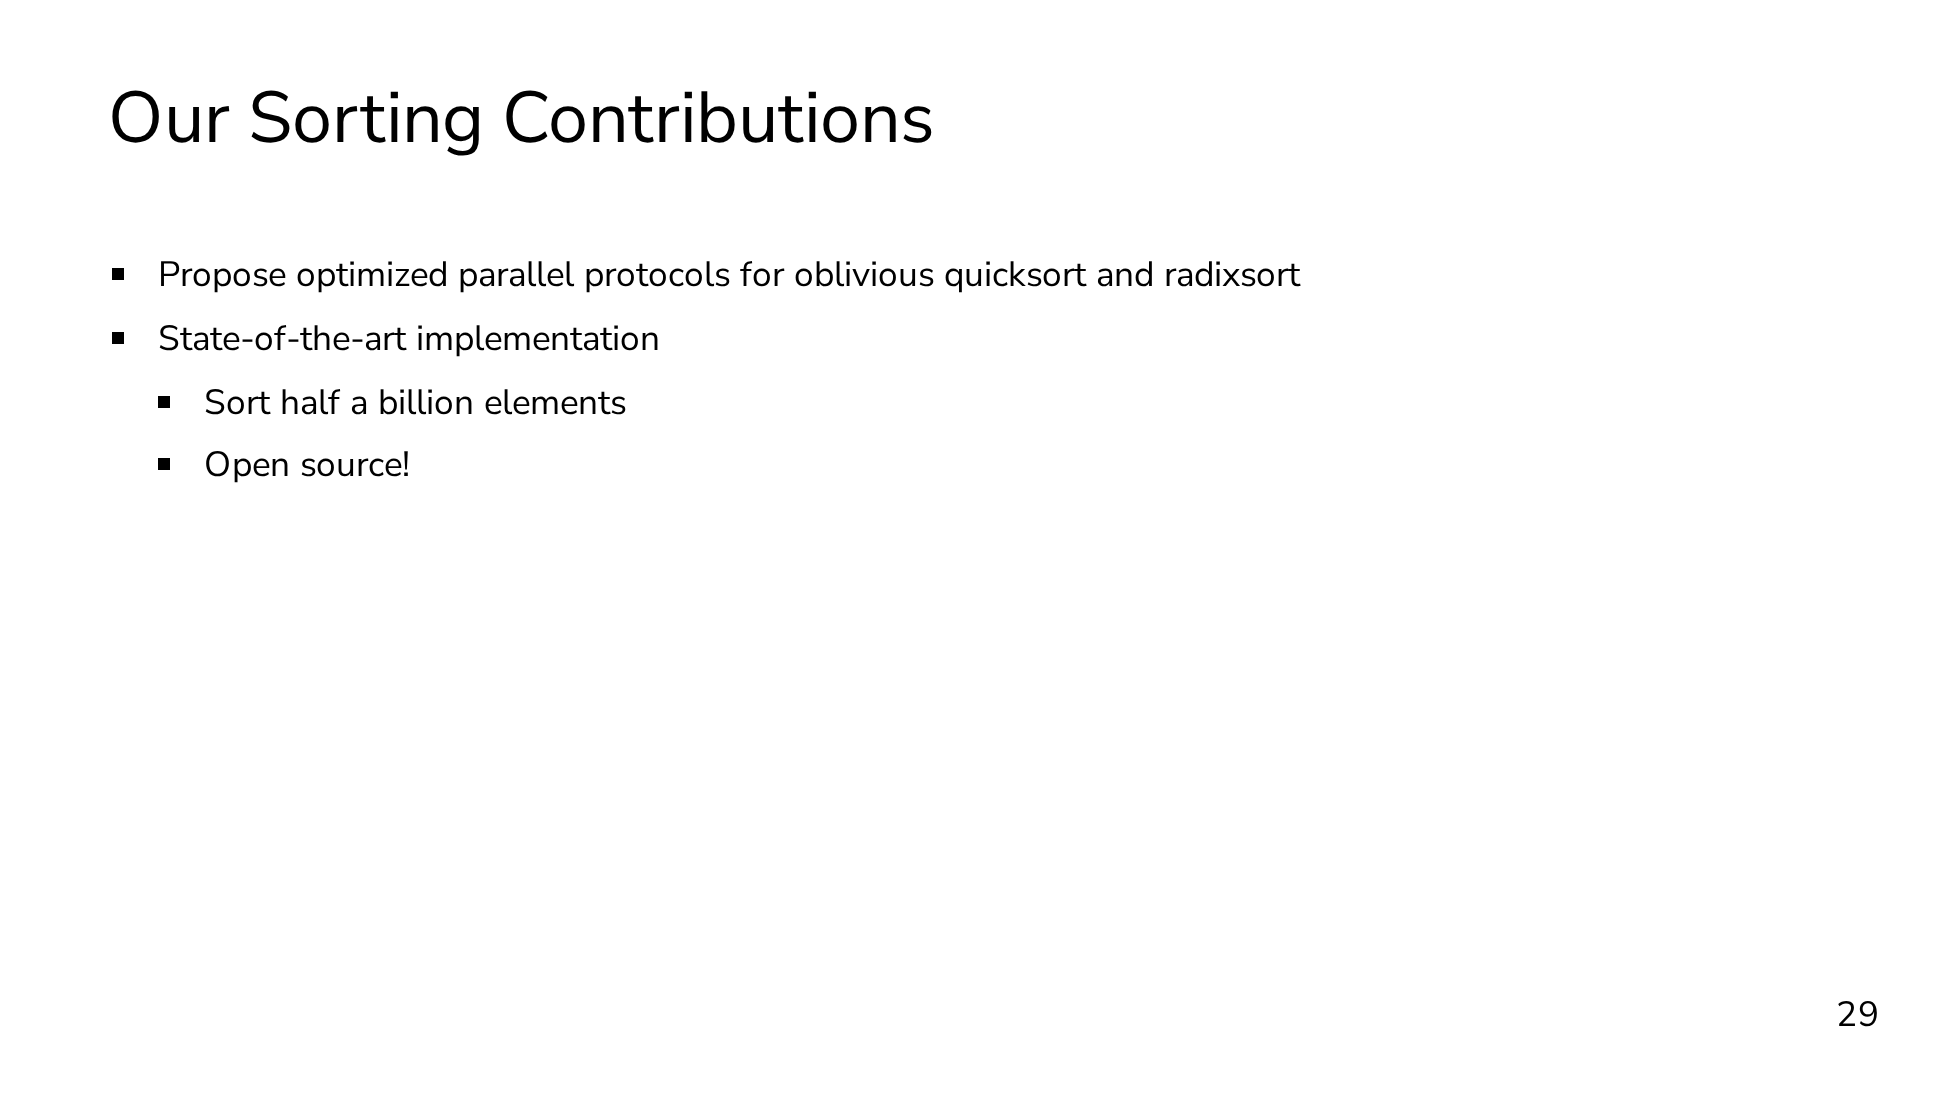 Our Sorting Contributions
Propose optimized parallel protocols for oblivious quicksort and radixsort
State-of-the-art implementation
Sort half a billion elements
Open source!
29